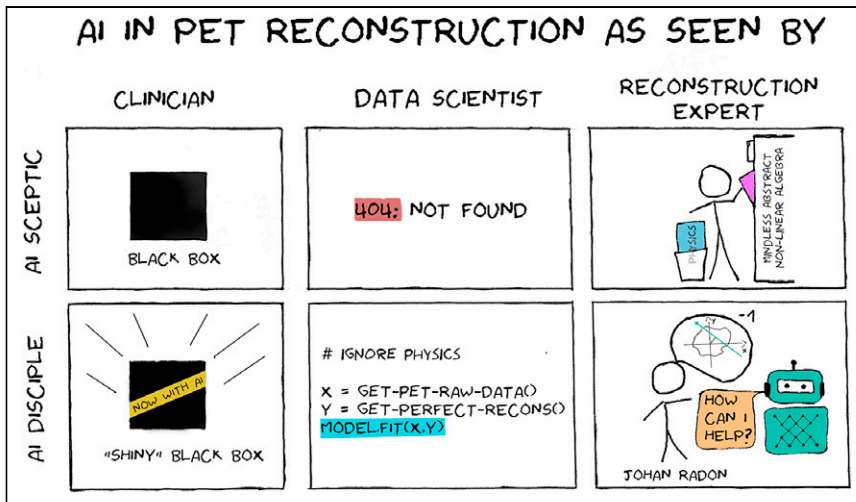 AI IN PET RECONSTRUCTION AS SEEN BY
CLINICIAN
DATA SCIENTIST
RECONSTRUCTION
EXPERT
AI SCEPTIC
BLACK BOX
404: NOT FOUND
PHYSICS
MINDLESS ABSTRACT
NON-LINEAR ALGEBRA
AI DISCIPLE
NOW WITH AI
"SHINY" BLACK BOX
# IGNORE PHYSICS
X = GET-PET-RAW-DATA()
Y = GET-PERFECT-RECONS()
MODEL.FIT(X,Y)
-1
Y
X
HOW
CAN I
HELP?
JOHAN RADON